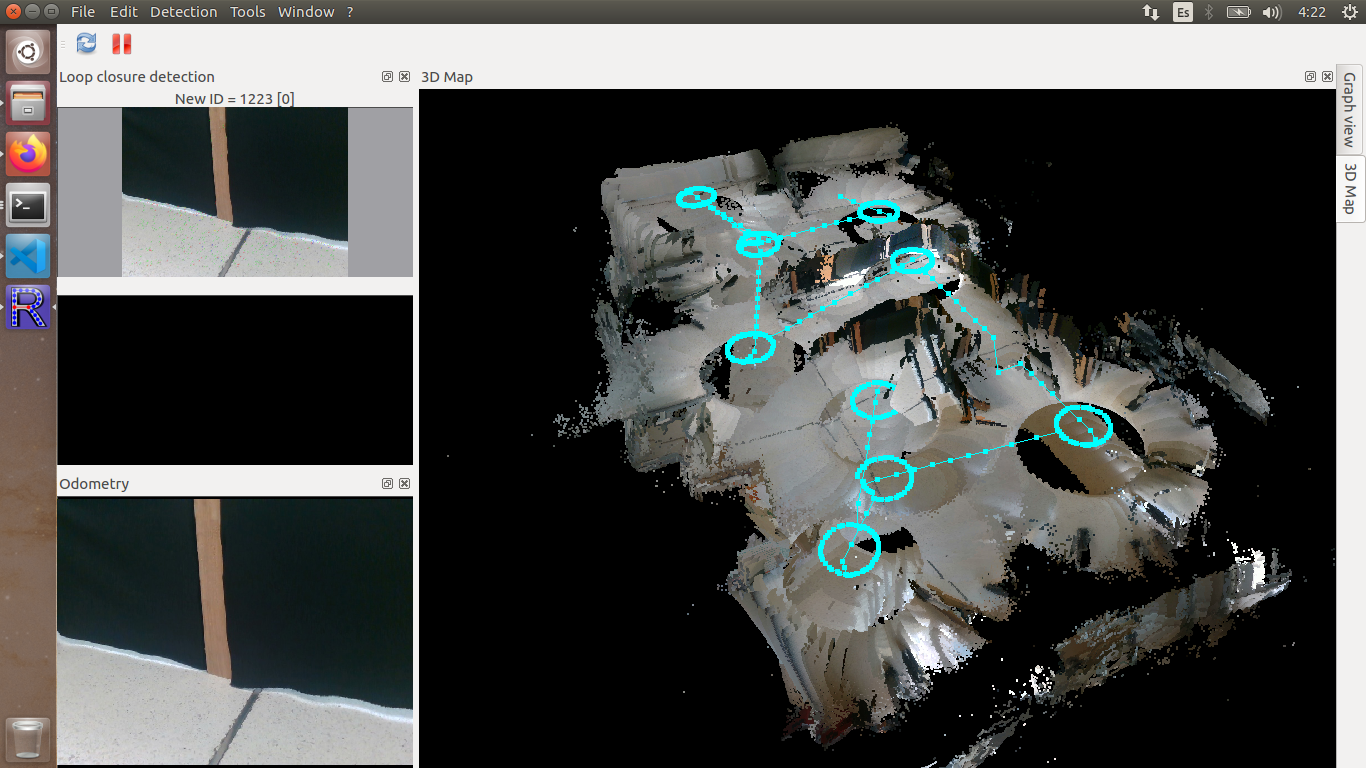 File Edit Detection Tools Window ?
Es
4:22
Loop closure detection
New ID = 1223 [0]
Odometry
3D Map
Graph view
3D Map
R
>_